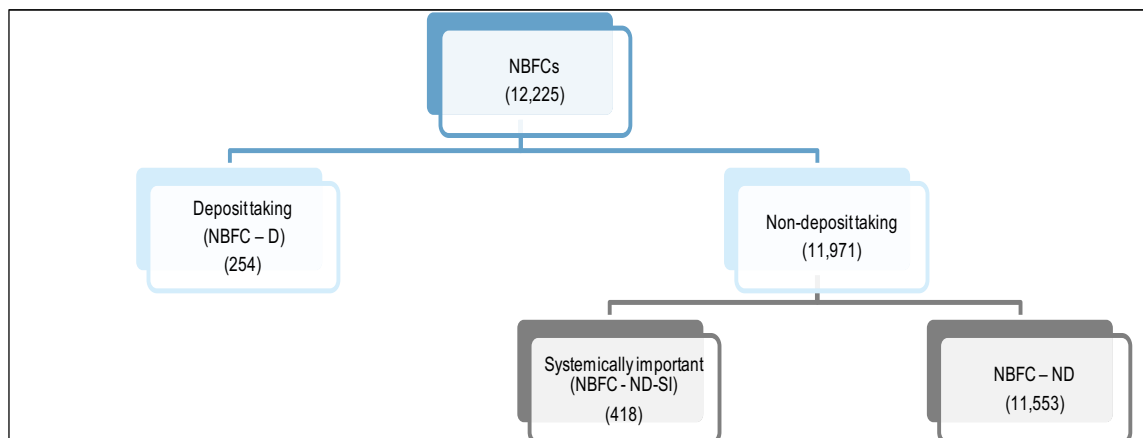 NBFCs
(12,225)
Deposit taking
(NBFC – D)
(254)
Non-deposit taking
(11,971)
Systemically important
(NBFC - ND-SI)
(418)
NBFC – ND
(11,553)